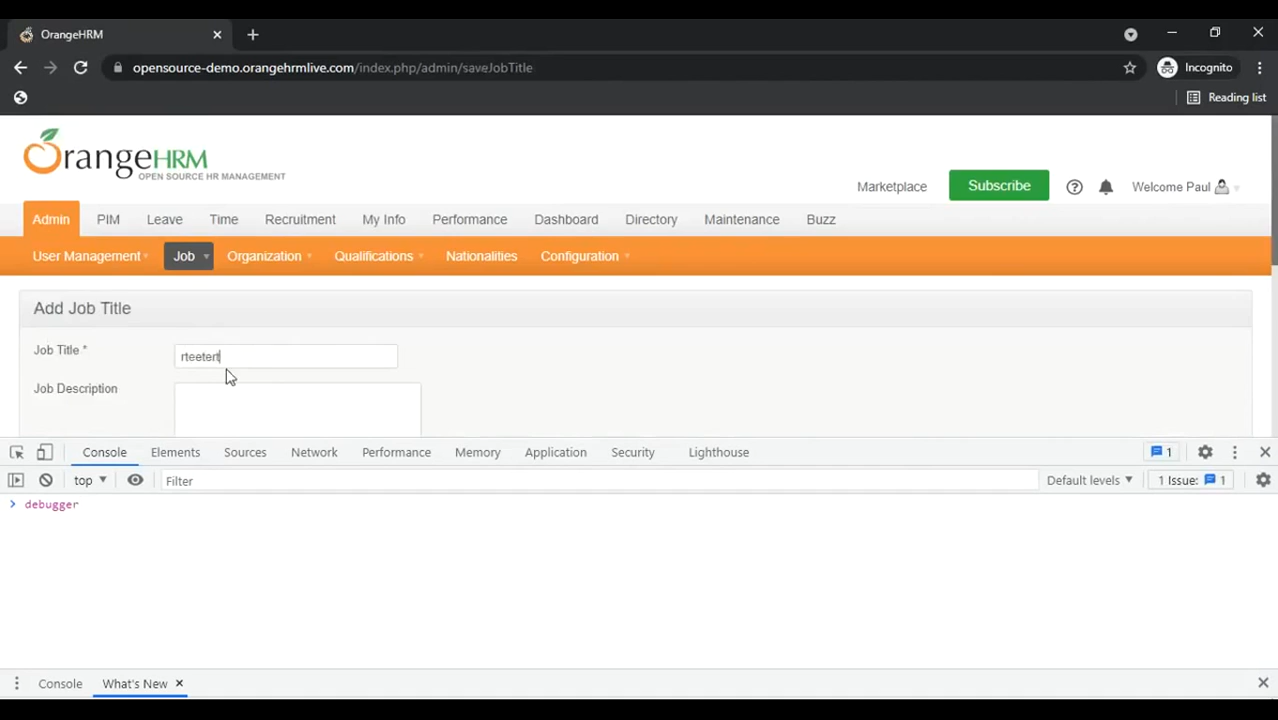 OrangeHRM
opensource-demo.orangehrmlive.com/index.php/admin/saveJobTitle
Incognito
Reading list
OrangeHRM
OPEN SOURCE HR MANAGEMENT
Marketplace
Subscribe
Welcome Paul
Admin
PIM
Leave
Time
Recruitment
My Info
Performance
Dashboard
Directory
Maintenance
Buzz
User Management
Job
Organization
Qualifications
Nationalities
Configuration
Add Job Title
Job Title *
rteetert
Job Description
Console
Elements
Sources
Network
Performance
Memory
Application
Security
Lighthouse
1
top
Filter
Default levels
1 Issue: 1
debugger
Console
What's New